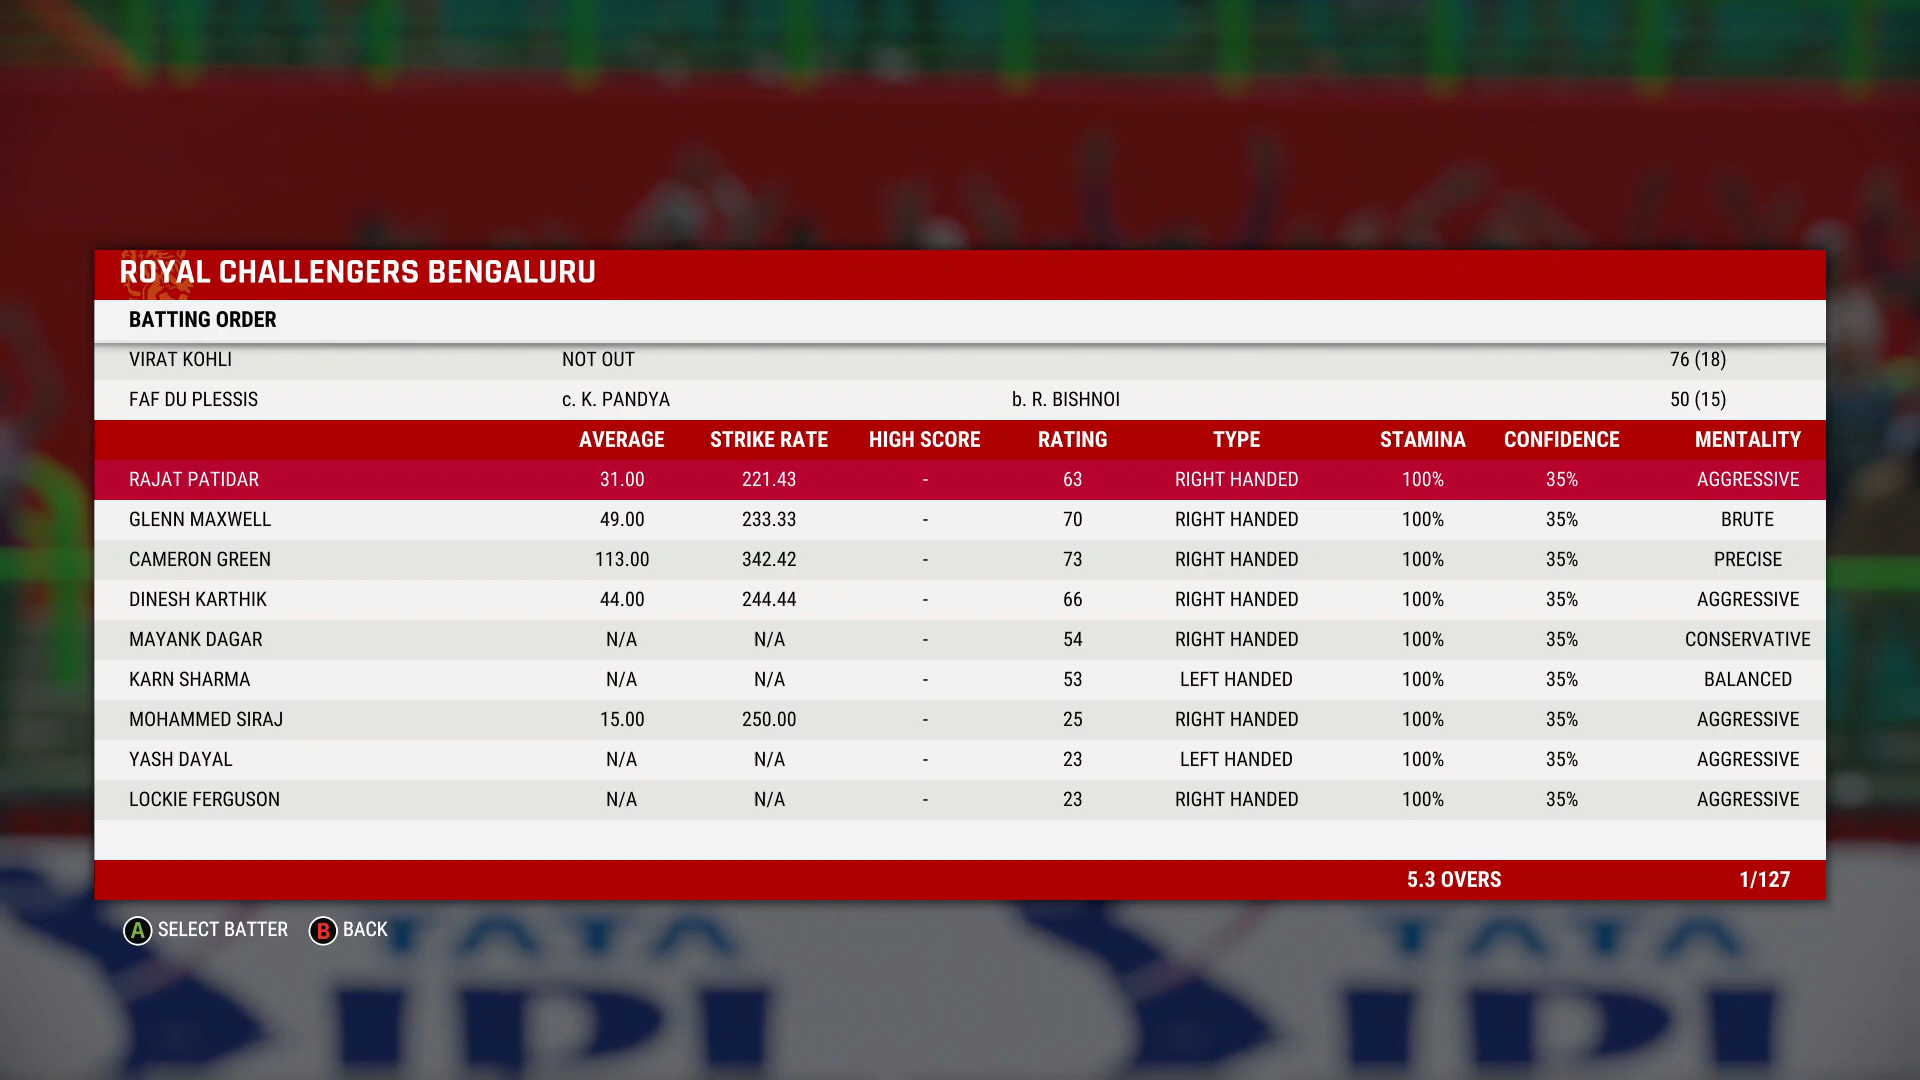 ROYAL CHALLENGERS BENGALURU
BATTING ORDER
VIRAT KOHLI NOT OUT 76 (18)
FAF DU PLESSIS c. K. PANDYA b. R. BISHNOI 50 (15)
AVERAGE STRIKE RATE HIGH SCORE RATING TYPE STAMINA CONFIDENCE MENTALITY
RAJAT PATIDAR 31.00 221.43 - 63 RIGHT HANDED 100% 35% AGGRESSIVE
GLENN MAXWELL 49.00 233.33 - 70 RIGHT HANDED 100% 35% BRUTE
CAMERON GREEN 113.00 342.42 - 73 RIGHT HANDED 100% 35% PRECISE
DINESH KARTHIK 44.00 244.44 - 66 RIGHT HANDED 100% 35% AGGRESSIVE
MAYANK DAGAR N/A N/A - 54 RIGHT HANDED 100% 35% CONSERVATIVE
KARN SHARMA N/A N/A - 53 LEFT HANDED 100% 35% BALANCED
MOHAMMED SIRAJ 15.00 250.00 - 25 RIGHT HANDED 100% 35% AGGRESSIVE
YASH DAYAL N/A N/A - 23 LEFT HANDED 100% 35% AGGRESSIVE
LOCKIE FERGUSON N/A N/A - 23 RIGHT HANDED 100% 35% AGGRESSIVE
5.3 OVERS 1/127
A SELECT BATTER B BACK
TATA TATA
IPL IPL